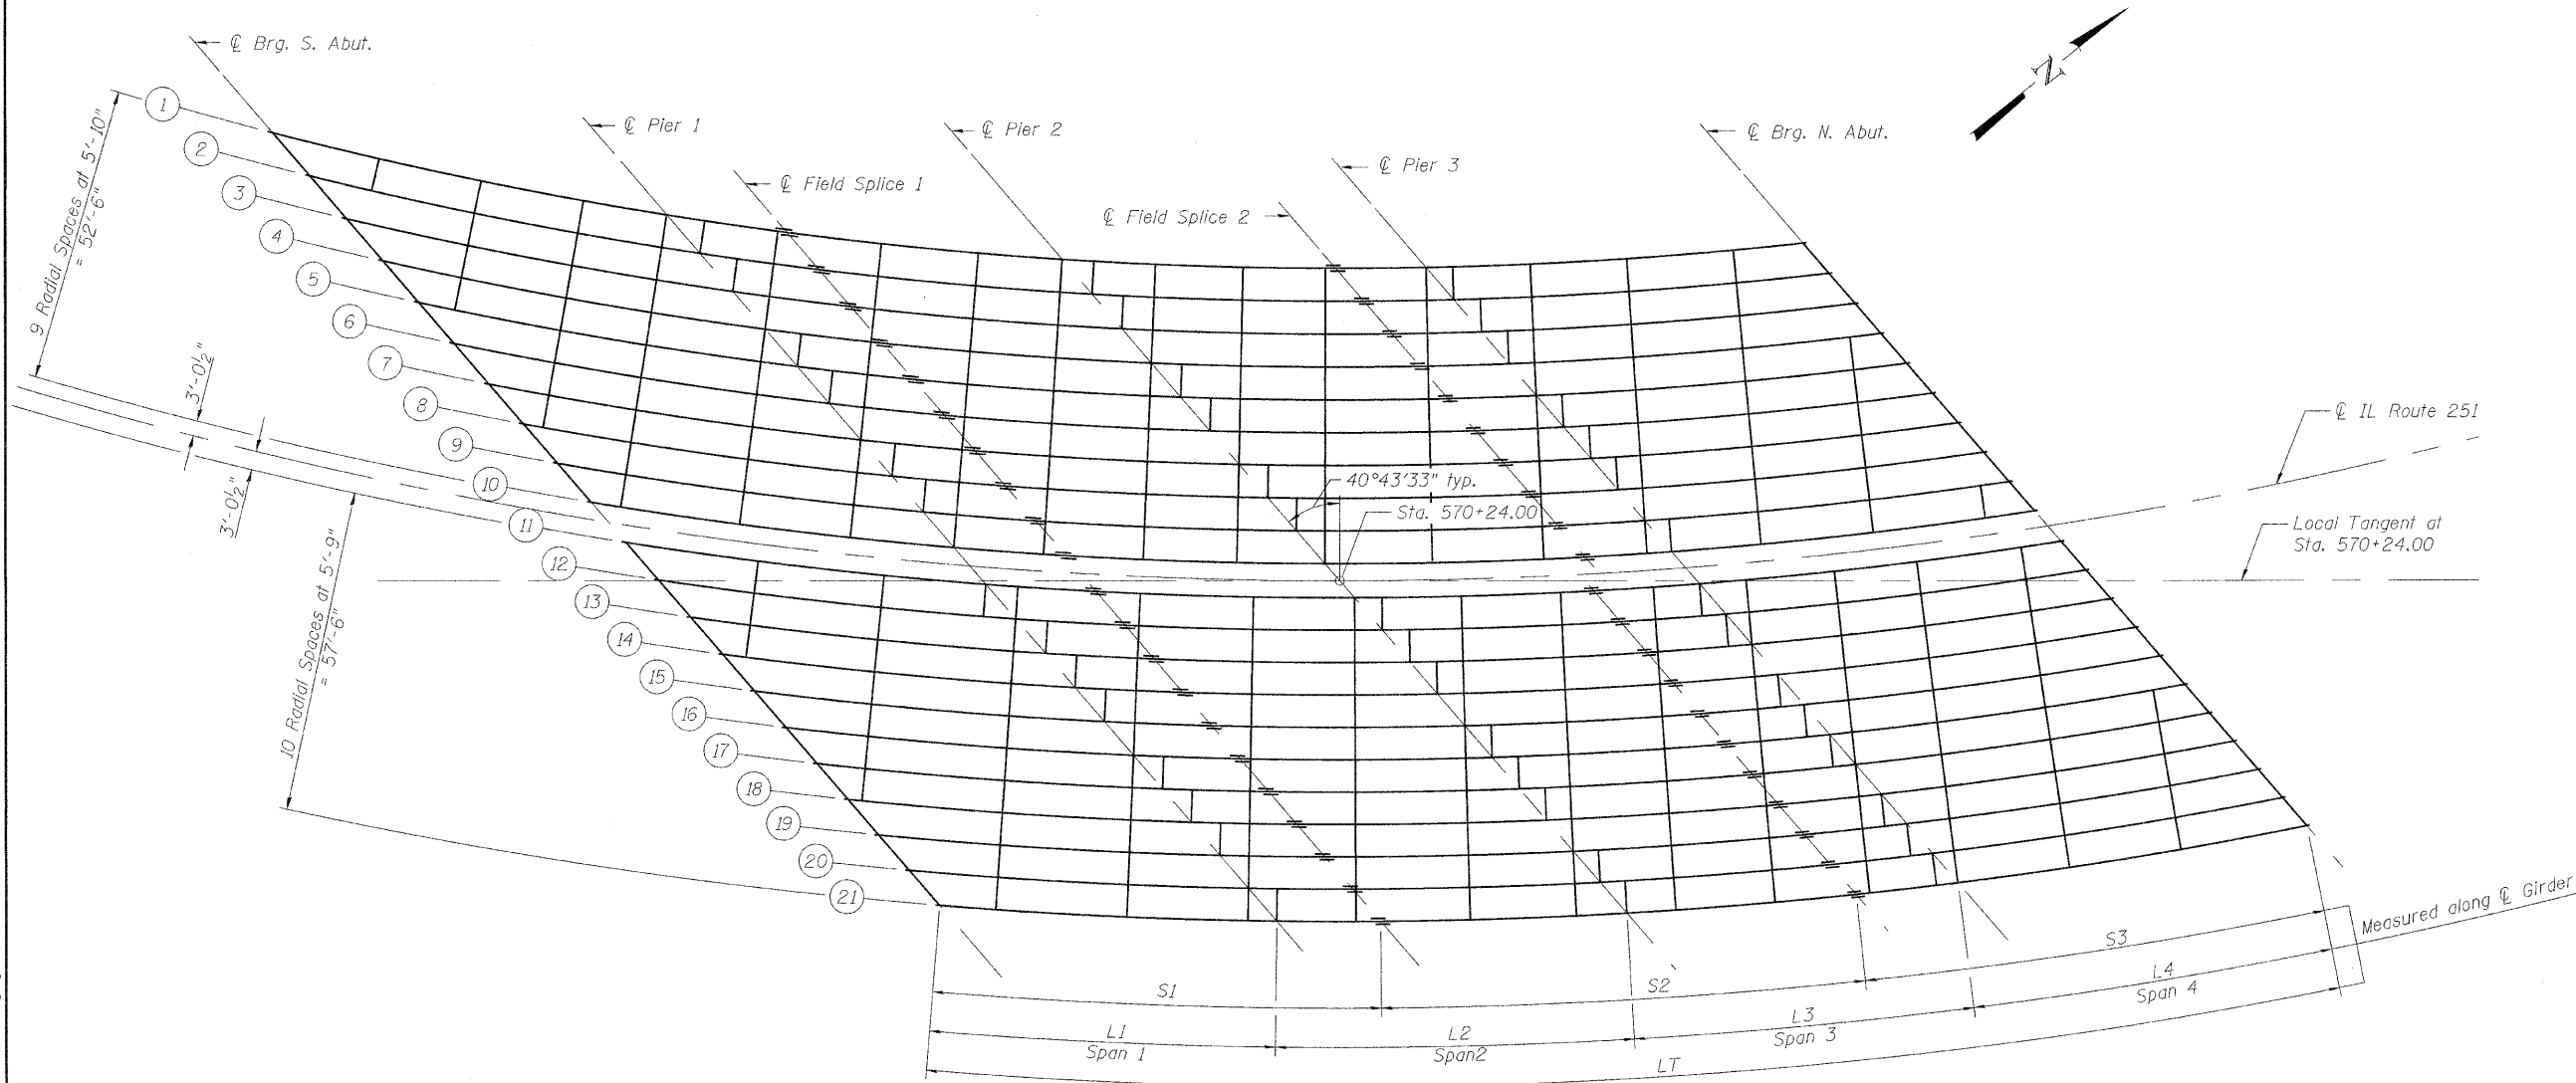 ℄ Brg. S. Abut.
℄ Pier 1
℄ Field Splice 1
℄ Pier 2
℄ Field Splice 2
℄ Pier 3
℄ Brg. N. Abut.
N
1
2
3
4
5
6
7
8
9
10
11
12
13
14
15
16
17
18
19
20
21
9 Radial Spaces at 5'-10"
= 52'-6"
3'-0½"
3'-0½"
10 Radial Spaces at 5'-9"
= 57'-6"
40°43'33" typ.
Sta. 570+24.00
℄ IL Route 251
Local Tangent at
Sta. 570+24.00
S1
S2
S3
L1
Span 1
L2
Span2
L3
Span 3
L4
Span 4
LT
Measured along ℄ Girder